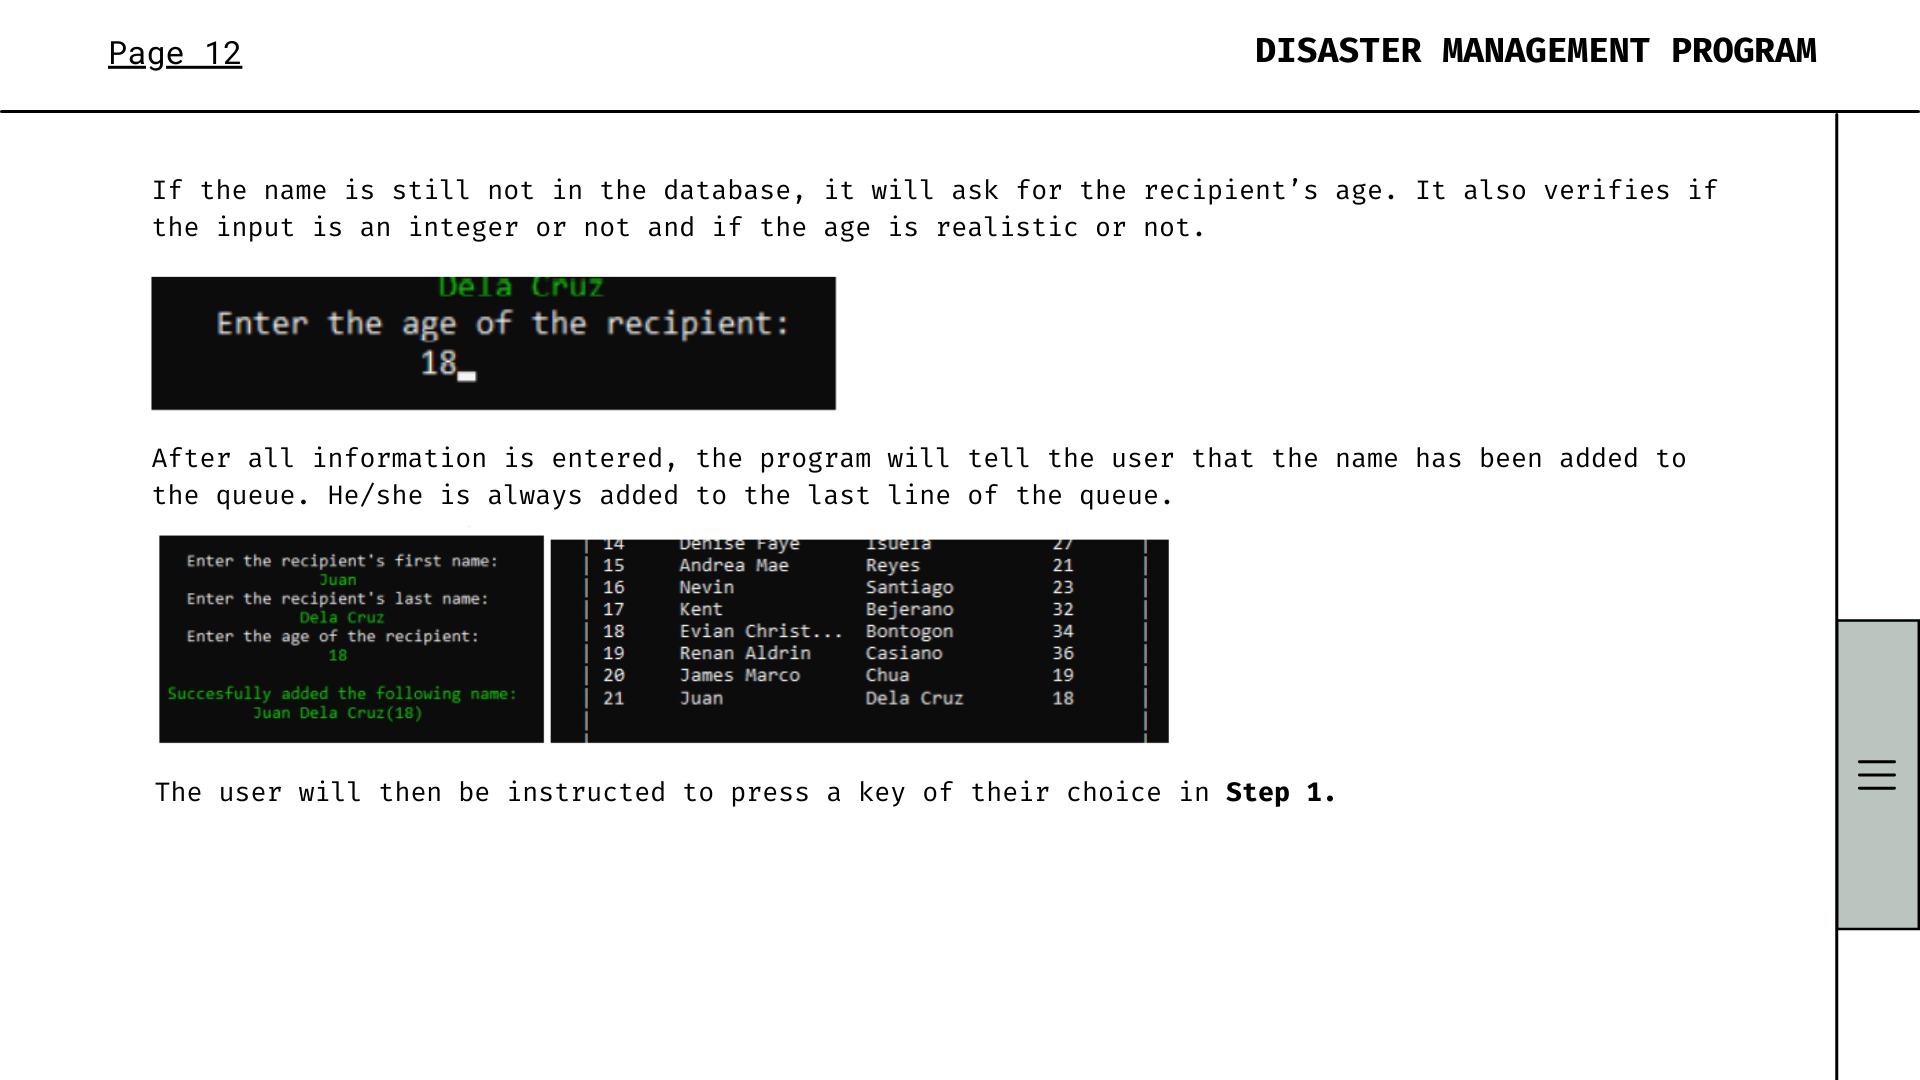 Page 12
DISASTER MANAGEMENT PROGRAM
If the name is still not in the database, it will ask for the recipient’s age. It also verifies if
the input is an integer or not and if the age is realistic or not.
Dela Cruz
Enter the age of the recipient:
18
After all information is entered, the program will tell the user that the name has been added to
the queue. He/she is always added to the last line of the queue.
Enter the recipient's first name:
Juan
Enter the recipient's last name:
Dela Cruz
Enter the age of the recipient:
18
Succesfully added the following name:
Juan Dela Cruz(18)
| 14 Denise Faye Isuela 27 |
| 15 Andrea Mae Reyes 21 |
| 16 Nevin Santiago 23 |
| 17 Kent Bejerano 32 |
| 18 Evian Christ... Bontogon 34 |
| 19 Renan Aldrin Casiano 36 |
| 20 James Marco Chua 19 |
| 21 Juan Dela Cruz 18 |
The user will then be instructed to press a key of their choice in Step 1.